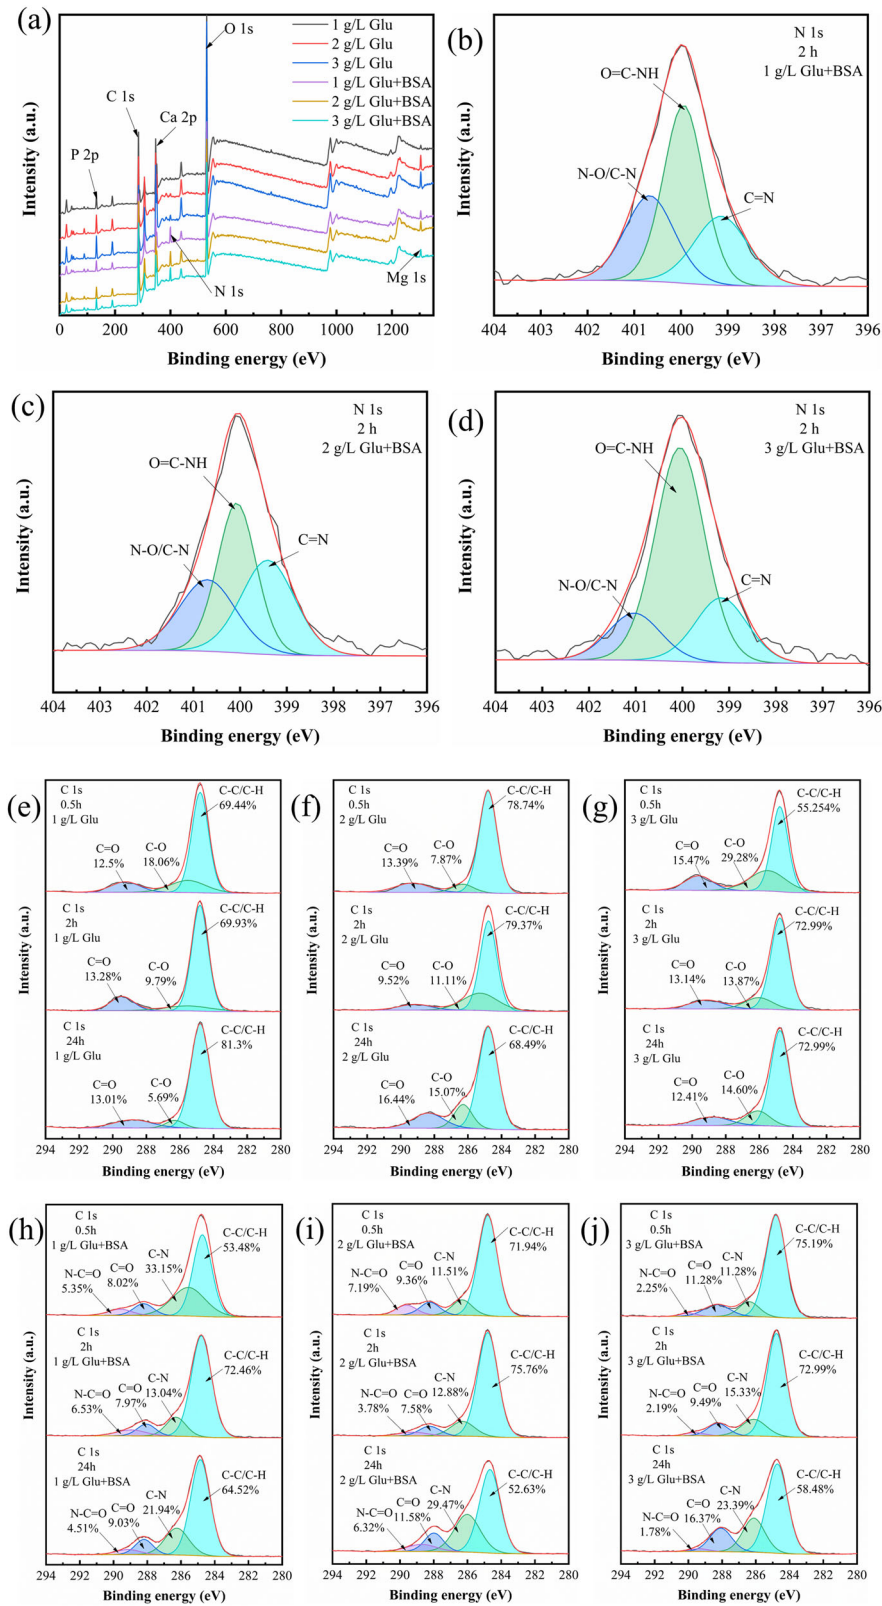 (a)
O 1s
1 g/L Glu
2 g/L Glu
3 g/L Glu
1 g/L Glu+BSA
2 g/L Glu+BSA
3 g/L Glu+BSA
C 1s
Ca 2p
P 2p
N 1s
Mg 1s
Intensity (a.u.)
0 200 400 600 800 1000 1200
Binding energy (eV)
(b)
N 1s
2 h
1 g/L Glu+BSA
O=C-NH
N-O/C-N
C=N
Intensity (a.u.)
404 403 402 401 400 399 398 397 396
Binding energy (eV)
(c)
N 1s
2 h
2 g/L Glu+BSA
O=C-NH
N-O/C-N
C=N
Intensity (a.u.)
404 403 402 401 400 399 398 397 396
Binding energy (eV)
(d)
N 1s
2 h
3 g/L Glu+BSA
O=C-NH
N-O/C-N
C=N
Intensity (a.u.)
404 403 402 401 400 399 398 397 396
Binding energy (eV)
(e)
C 1s
0.5h
1 g/L Glu
C-C/C-H
69.44%
C=O
12.5%
C-O
18.06%
C 1s
2h
1 g/L Glu
C-C/C-H
69.93%
C=O
13.28%
C-O
9.79%
C 1s
24h
1 g/L Glu
C-C/C-H
81.3%
C=O
13.01%
C-O
5.69%
Intensity (a.u.)
294 292 290 288 286 284 282 280
Binding energy (eV)
(f)
C 1s
0.5h
2 g/L Glu
C-C/C-H
78.74%
C=O
13.39%
C-O
7.87%
C 1s
2h
2 g/L Glu
C-C/C-H
79.37%
C=O
9.52%
C-O
11.11%
C 1s
24h
2 g/L Glu
C-C/C-H
68.49%
C=O
16.44%
C-O
15.07%
Intensity (a.u.)
294 292 290 288 286 284 282 280
Binding energy (eV)
(g)
C 1s
0.5h
3 g/L Glu
C-C/C-H
55.254%
C=O
15.47%
C-O
29.28%
C 1s
2h
3 g/L Glu
C-C/C-H
72.99%
C=O
13.14%
C-O
13.87%
C 1s
24h
3 g/L Glu
C-C/C-H
72.99%
C=O
12.41%
C-O
14.60%
Intensity (a.u.)
294 292 290 288 286 284 282 280
Binding energy (eV)
(h)
C 1s
0.5h
1 g/L Glu+BSA
C-C/C-H
53.48%
N-C=O
5.35%
C=O
8.02%
C-N
33.15%
C 1s
2h
1 g/L Glu+BSA
C-C/C-H
72.46%
N-C=O
6.53%
C=O
7.97%
C-N
13.04%
C 1s
24h
1 g/L Glu+BSA
C-C/C-H
64.52%
N-C=O
4.51%
C=O
9.03%
C-N
21.94%
Intensity (a.u.)
294 292 290 288 286 284 282 280
Binding energy (eV)
(i)
C 1s
0.5h
2 g/L Glu+BSA
C-C/C-H
71.94%
N-C=O
7.19%
C=O
9.36%
C-N
11.51%
C 1s
2h
2 g/L Glu+BSA
C-C/C-H
75.76%
N-C=O
3.78%
C=O
7.58%
C-N
12.88%
C 1s
24h
2 g/L Glu+BSA
C-C/C-H
52.63%
N-C=O
6.32%
C=O
11.58%
C-N
29.47%
Intensity (a.u.)
294 292 290 288 286 284 282 280
Binding energy (eV)
(j)
C 1s
0.5h
3 g/L Glu+BSA
C-C/C-H
75.19%
N-C=O
2.25%
C=O
11.28%
C-N
11.28%
C 1s
2h
3 g/L Glu+BSA
C-C/C-H
72.99%
N-C=O
2.19%
C=O
9.49%
C-N
15.33%
C 1s
24h
3 g/L Glu+BSA
C-C/C-H
58.48%
N-C=O
1.78%
C=O
16.37%
C-N
23.39%
Intensity (a.u.)
294 292 290 288 286 284 282 280
Binding energy (eV)